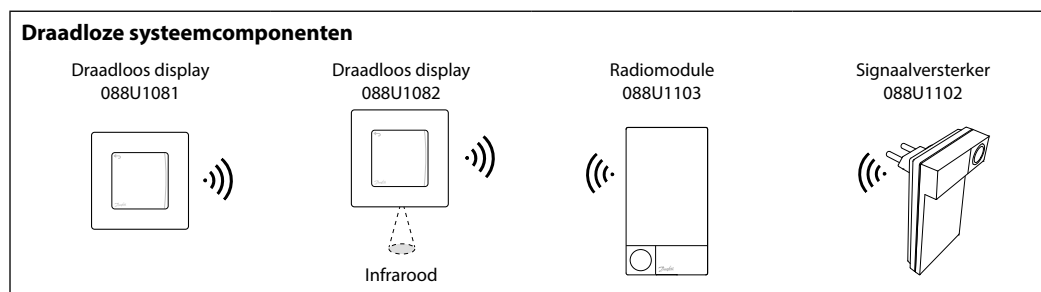 Draadloze systeemcomponenten
Draadloos display
088U1081
Draadloos display
088U1082
Infrarood
Radiomodule
088U1103
Signaalversterker
088U1102